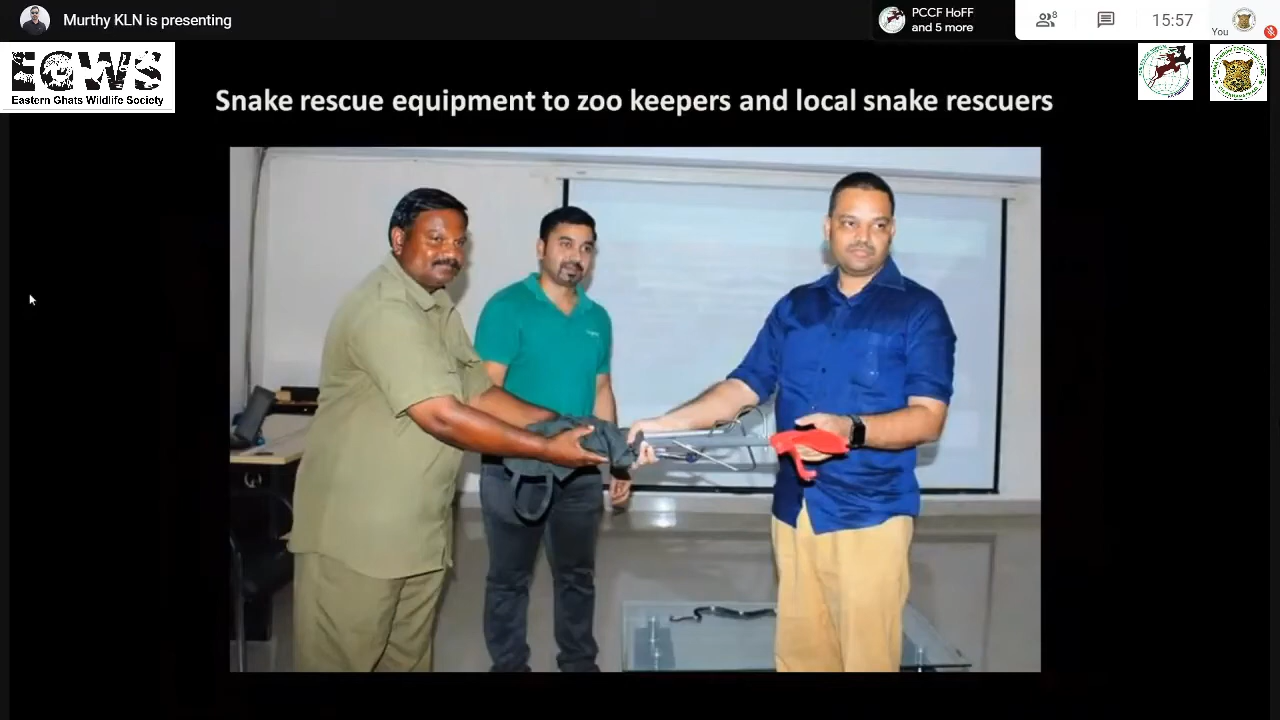 Murthy KLN is presenting
PCCF HoFF
and 5 more
8
15:57
You
EGWS
Eastern Ghats Wildlife Society
Snake rescue equipment to zoo keepers and local snake rescuers